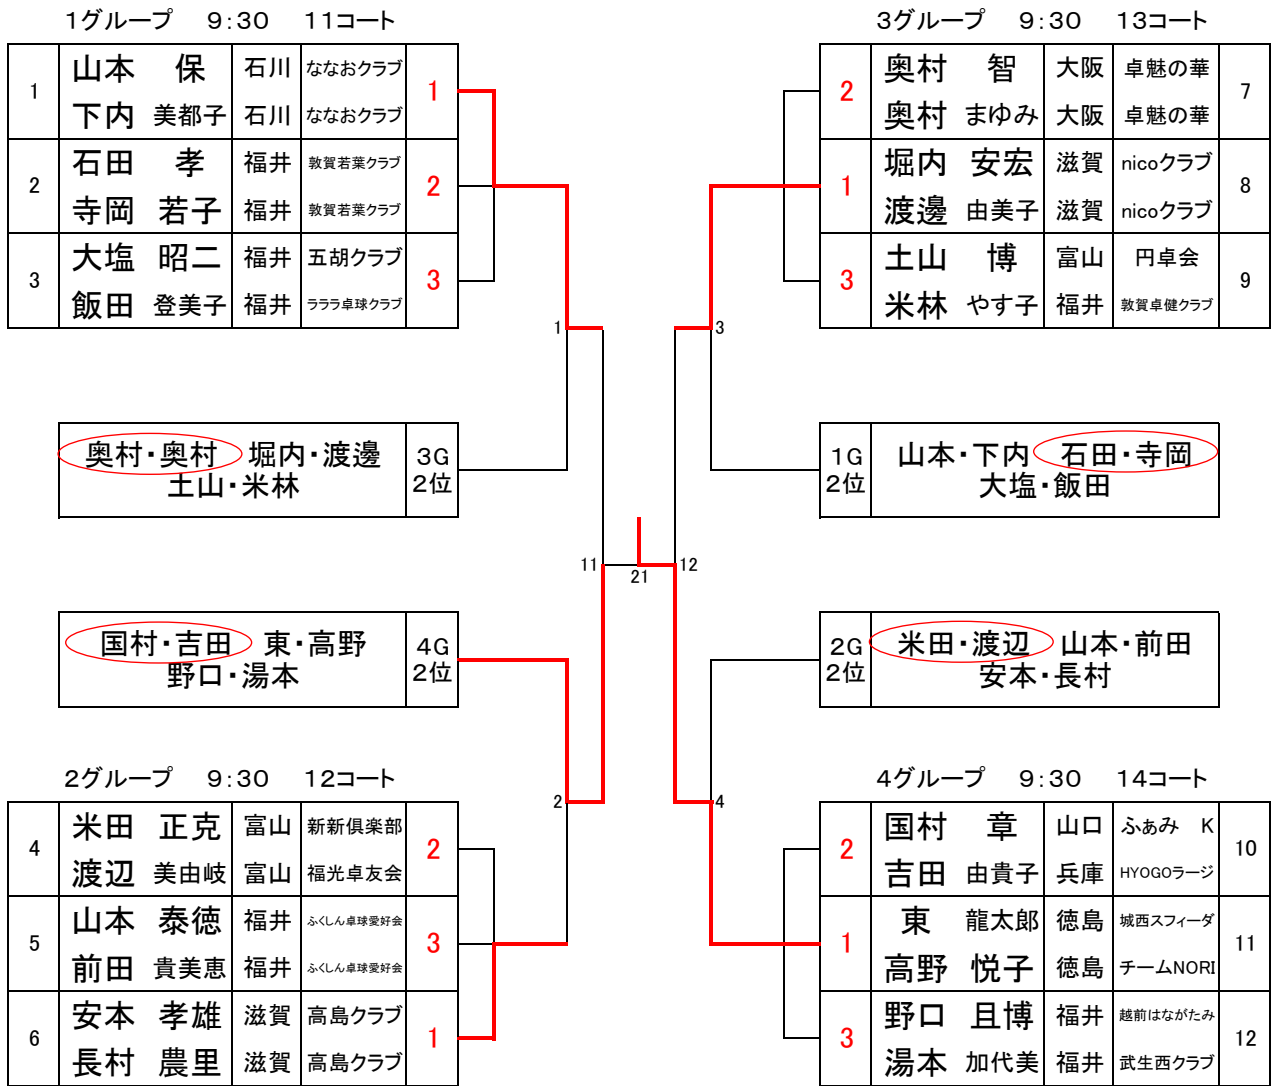 1グループ　9:30　11コート
1
山本　保　石川　ななおクラブ
下内　美都子　石川　ななおクラブ
1
2
石田　孝　福井　敦賀若葉クラブ
寺岡　若子　福井　敦賀若葉クラブ
2
3
大塩　昭二　福井　五胡クラブ
飯田　登美子　福井　ラララ卓球クラブ
3
3グループ　9:30　13コート
2
奥村　智　大阪　卓魅の華
奥村　まゆみ　大阪　卓魅の華
7
1
堀内　安宏　滋賀　nicoクラブ
渡邊　由美子　滋賀　nicoクラブ
8
3
土山　博　富山　円卓会
米林　やす子　福井　敦賀卓健クラブ
9
1
3
奥村・奥村　堀内・渡邊
土山・米林
3G
2位
1G
2位
山本・下内　石田・寺岡
大塩・飯田
11
21
12
国村・吉田　東・高野
野口・湯本
4G
2位
2G
2位
米田・渡辺　山本・前田
安本・長村
2
4
2グループ　9:30　12コート
4
米田　正克　富山　新新倶楽部
渡辺　美由岐　富山　福光卓友会
2
5
山本　泰徳　福井　ふくしん卓球愛好会
前田　貴美恵　福井　ふくしん卓球愛好会
3
6
安本　孝雄　滋賀　高島クラブ
長村　農里　滋賀　高島クラブ
1
4グループ　9:30　14コート
2
国村　章　山口　ふぁみ　K
吉田　由貴子　兵庫　HYOGOラージ
10
1
東　龍太郎　徳島　城西スフィーダ
高野　悦子　徳島　チームNORI
11
3
野口　且博　福井　越前はながたみ
湯本　加代美　福井　武生西クラブ
12